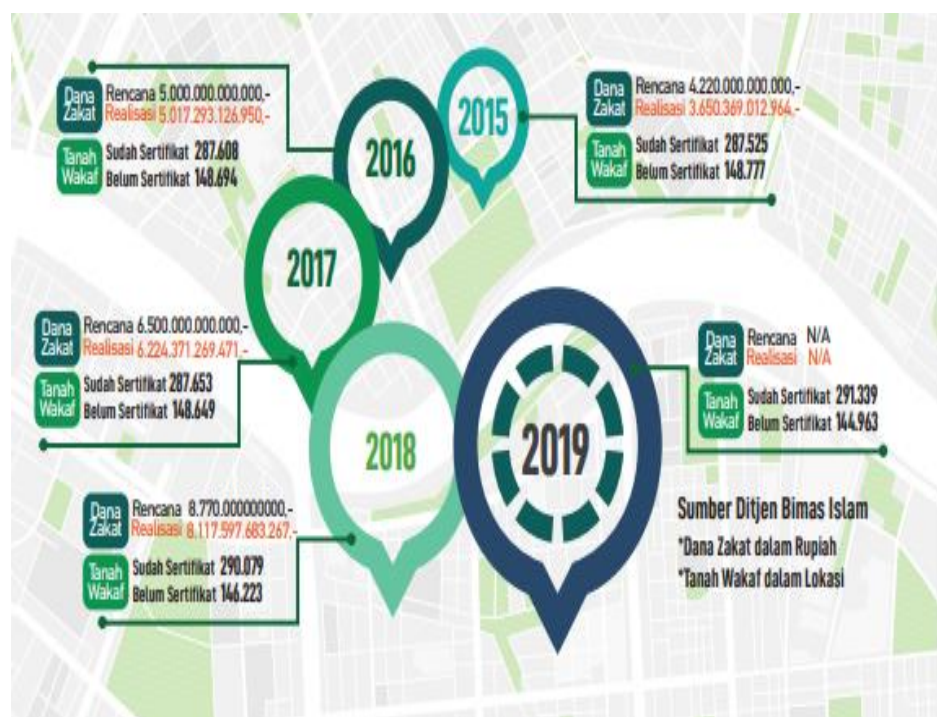 2015
Dana Zakat
Rencana 4.220.000.000.000,-
Realisasi 3.650.369.012.964,-
Tanah Wakaf
Sudah Sertifikat 287.525
Belum Sertifikat 148.777
2016
Dana Zakat
Rencana 5.000.000.000.000,-
Realisasi 5.017.293.126.950,-
Tanah Wakaf
Sudah Sertifikat 287.608
Belum Sertifikat 148.694
2017
Dana Zakat
Rencana 6.500.000.000.000,-
Realisasi 6.224.371.269.471,-
Tanah Wakaf
Sudah Sertifikat 287.653
Belum Sertifikat 148.649
2018
Dana Zakat
Rencana 8.770.000000000,-
Realisasi 8.117.597.683.267,-
Tanah Wakaf
Sudah Sertifikat 290.079
Belum Sertifikat 146.223
2019
Dana Zakat
Rencana N/A
Realisasi N/A
Tanah Wakaf
Sudah Sertifikat 291.339
Belum Sertifikat 144.963
Sumber Ditjen Bimas Islam
*Dana Zakat dalam Rupiah
*Tanah Wakaf dalam Lokasi